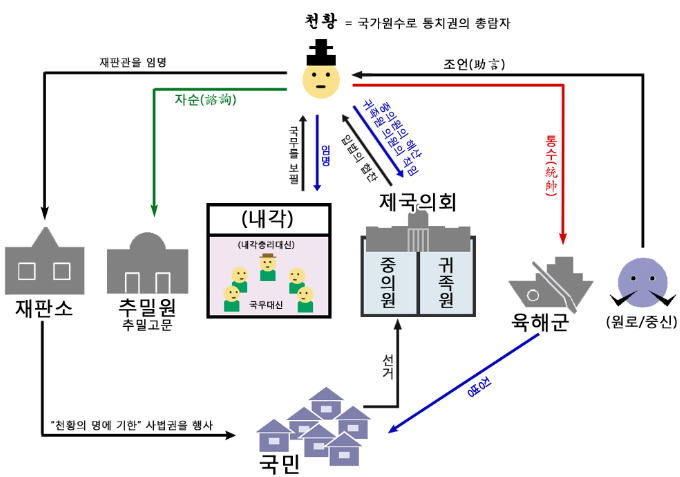 천황 = 국가원수로 통치권의 총람자
재판관을 임명
조언(助言)
자순(諮詢)
국무를 보필
임명
중의원의 해산
귀족원 의원의 칙임
입법의 협찬
통수(統帥)
(내각)
(내각총리대신)
국무대신
제국의회
중의원
귀족원
재판소
추밀원
추밀고문
육해군
(원로/중신)
선거
징병
"천황의 명에 기한" 사법권을 행사
국민